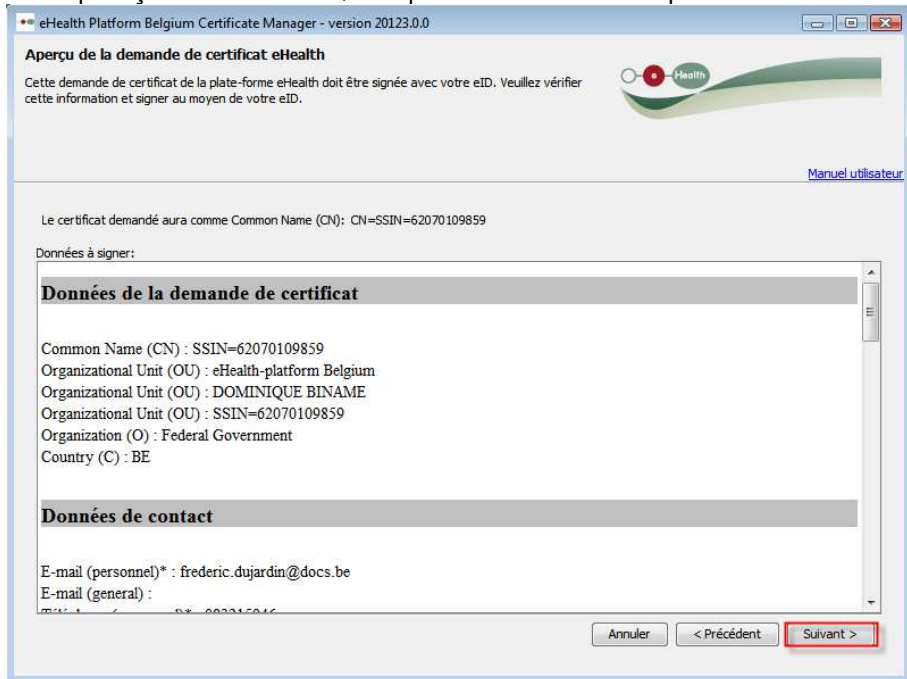 eHealth Platform Belgium Certificate Manager - version 20123.0.0
Aperçu de la demande de certificat eHealth
Cette demande de certificat de la plate-forme eHealth doit être signée avec votre eID. Veuillez vérifier
cette information et signer au moyen de votre eID.
Health
Manuel utilisateur
Le certificat demandé aura comme Common Name (CN): CN=SSIN=62070109859
Données à signer:
Données de la demande de certificat
Common Name (CN) : SSIN=62070109859
Organizational Unit (OU) : eHealth-platform Belgium
Organizational Unit (OU) : DOMINIQUE BINAME
Organizational Unit (OU) : SSIN=62070109859
Organization (O) : Federal Government
Country (C) : BE
Données de contact
E-mail (personnel)* : frederic.dujardin@docs.be
E-mail (general) :
Annuler
< Précédent
Suivant >